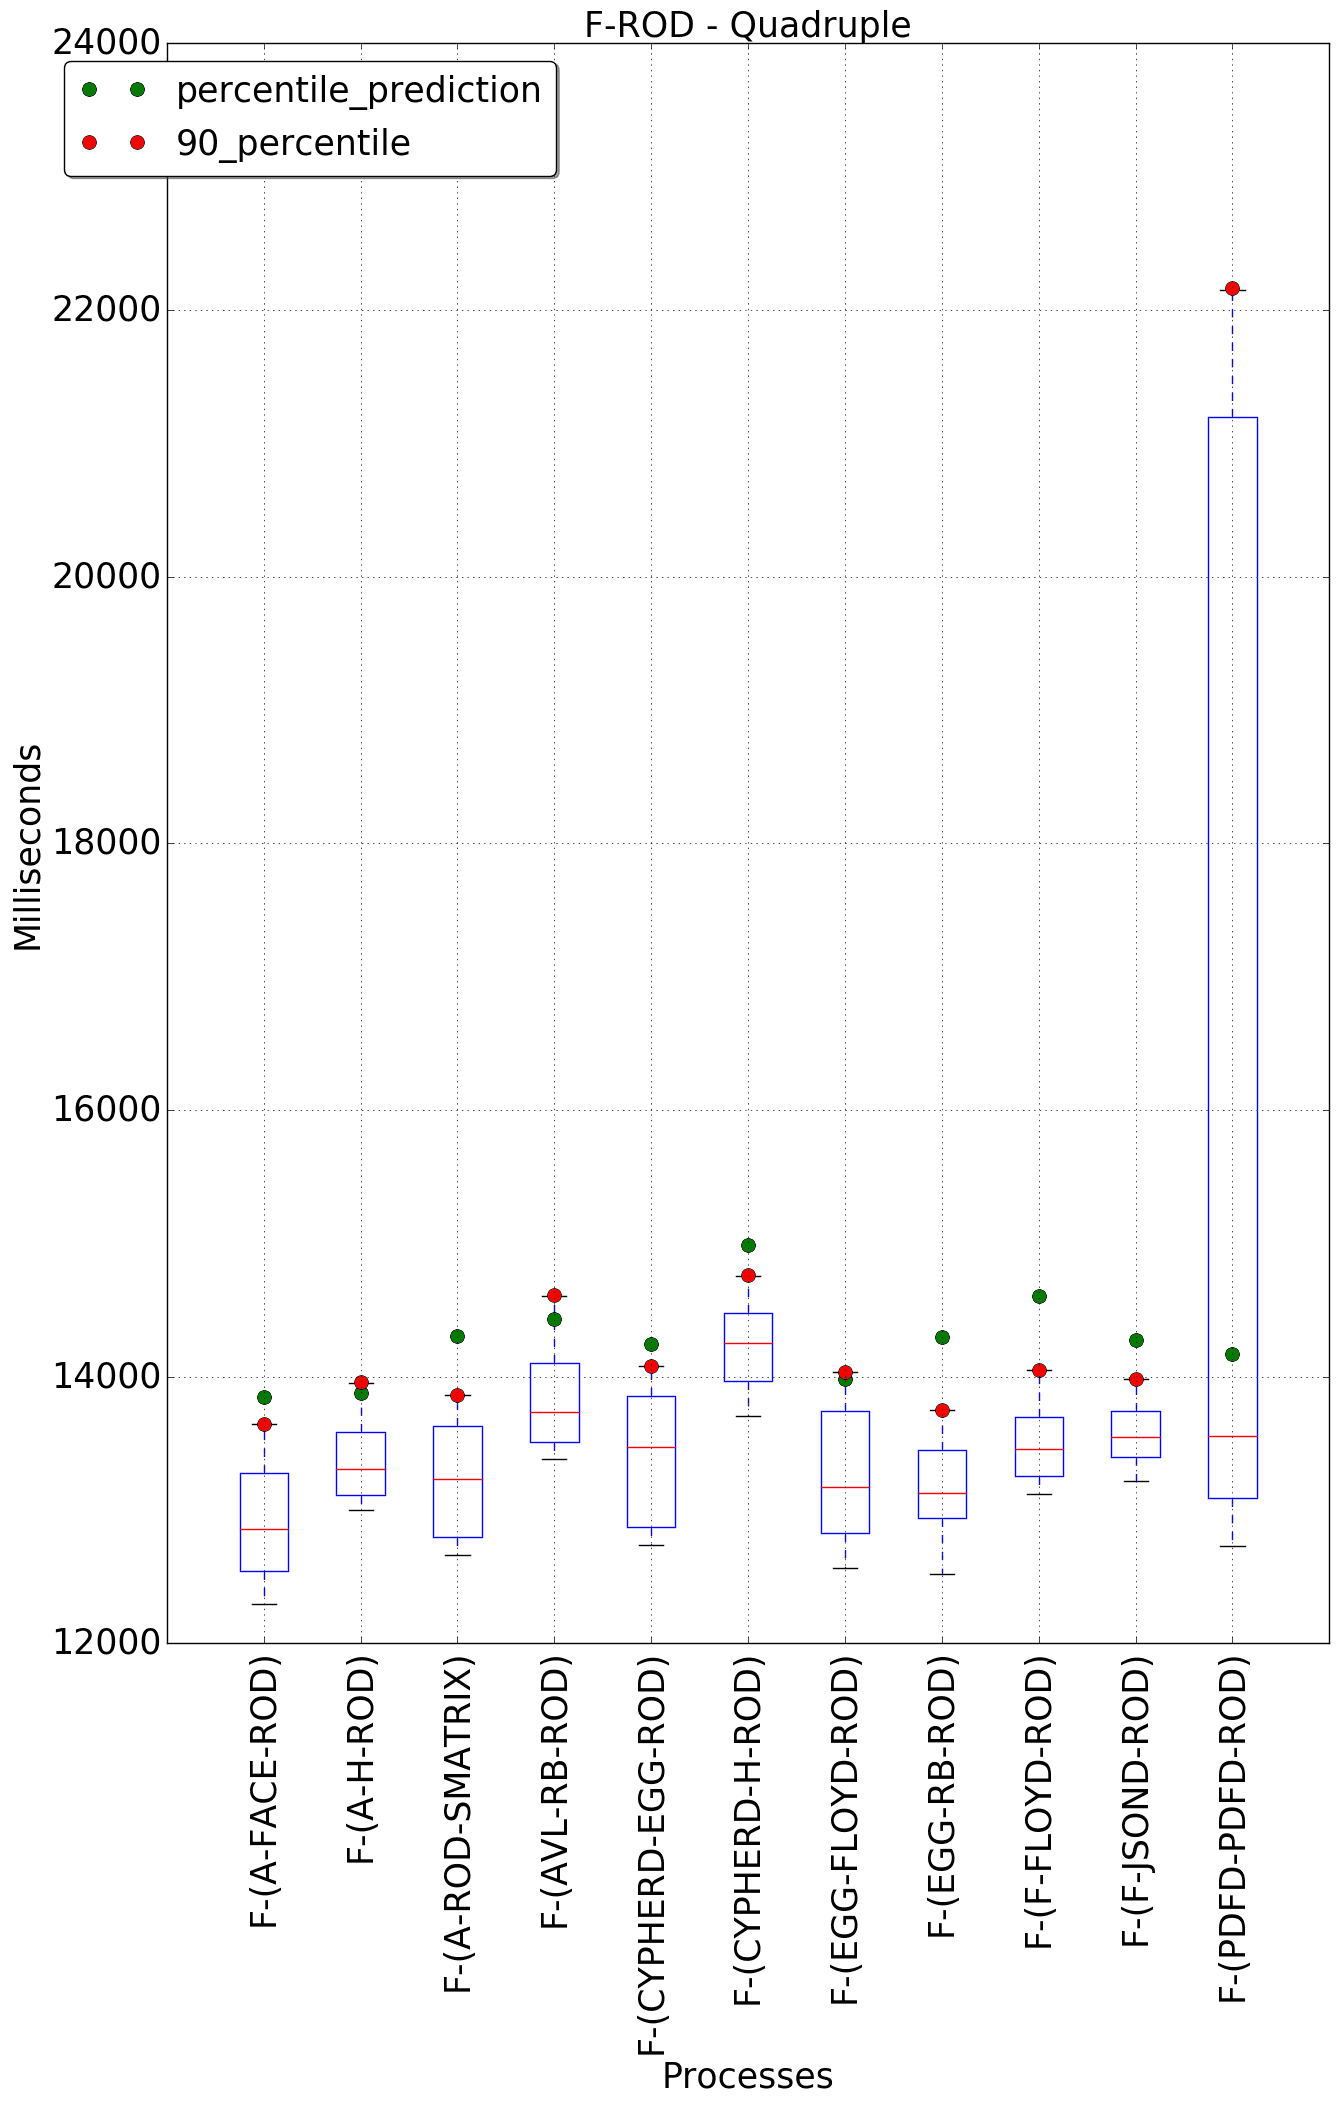 F-ROD - Quadruple
percentile_prediction
90_percentile
Milliseconds
24000
22000
20000
18000
16000
14000
12000
F-(A-FACE-ROD)
F-(A-H-ROD)
F-(A-ROD-SMATRIX)
F-(AVL-RB-ROD)
F-(CYPHERD-EGG-ROD)
F-(CYPHERD-H-ROD)
F-(EGG-FLOYD-ROD)
F-(EGG-RB-ROD)
F-(F-FLOYD-ROD)
F-(F-JSOND-ROD)
F-(PDFD-PDFD-ROD)
Processes